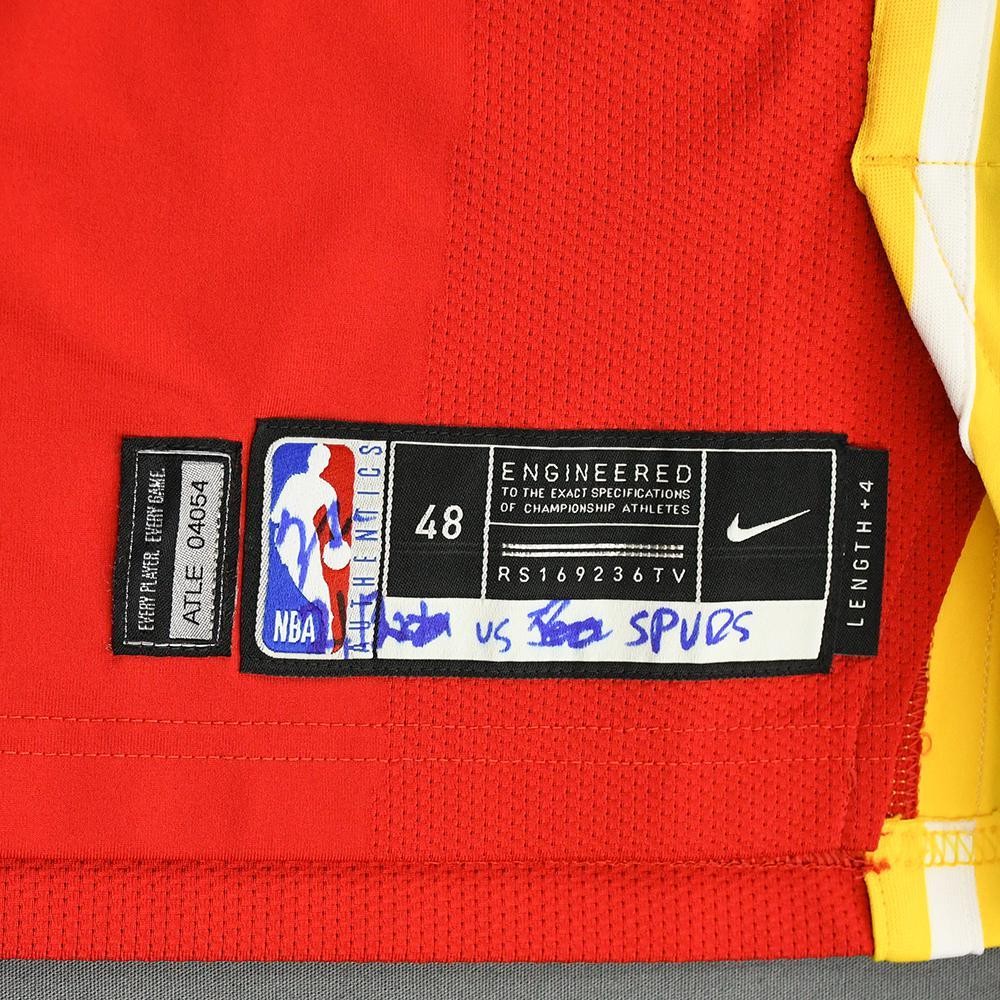 EVERY PLAYER. EVERY GAME.
ATLE 04054
NBA
AUTHENTICS
48
ENGINEERED
TO THE EXACT SPECIFICATIONS
OF CHAMPIONSHIP ATHLETES
RS169236TV
LENGTH +4
VS SPURS